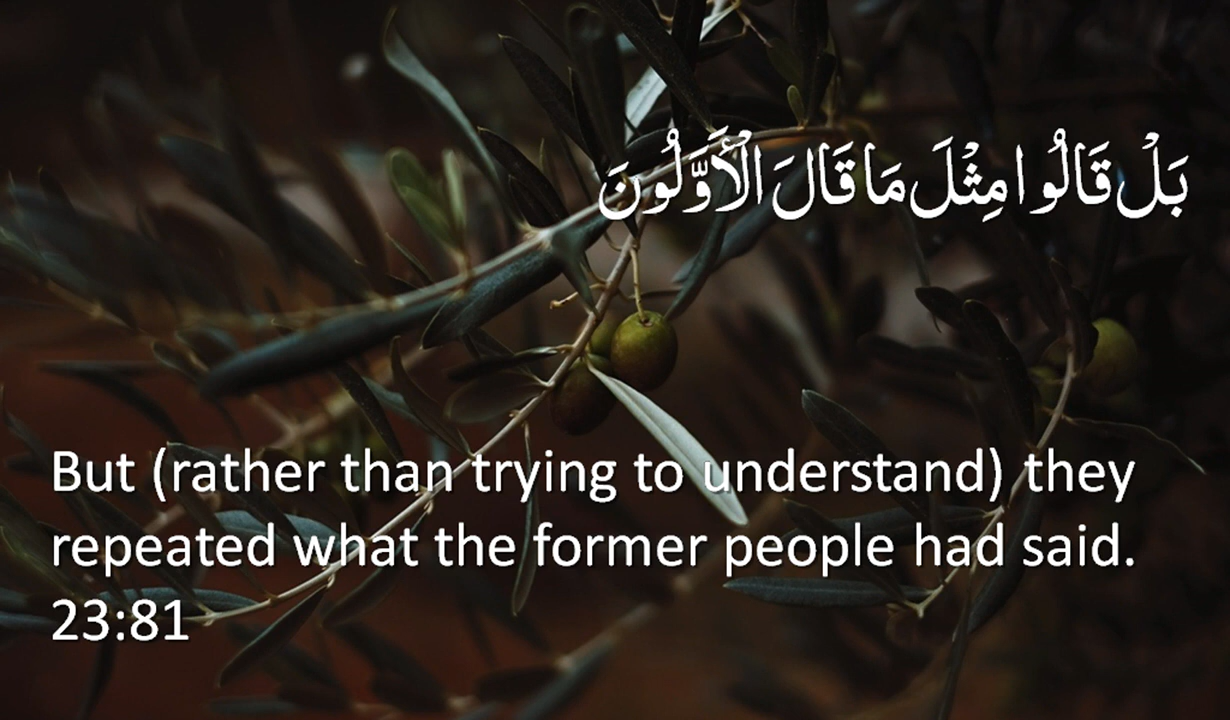 بَلْ قَالُوا مِثْلَ مَا قَالَ الْأَوَّلُونَ
But (rather than trying to understand) they
repeated what the former people had said.
23:81